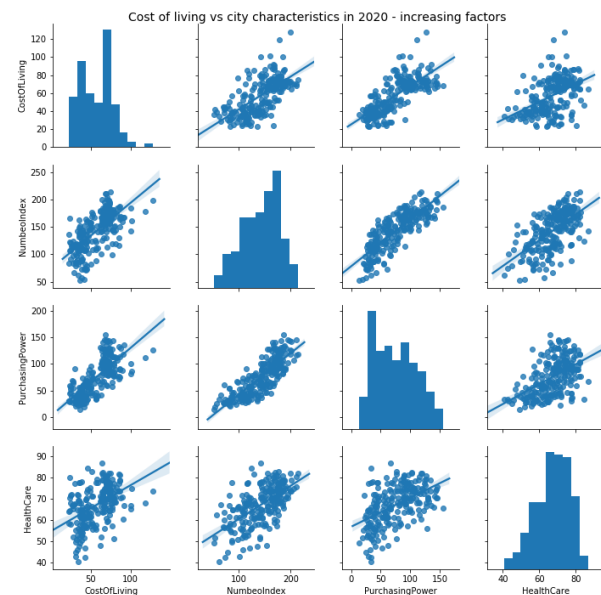 Cost of living vs city characteristics in 2020 - increasing factors
CostOfLiving
120
100
80
60
40
20
0
NumbeoIndex
250
200
150
100
50
PurchasingPower
200
150
100
50
0
HealthCare
90
80
70
60
50
40
50 100
CostOfLiving
100 200
NumbeoIndex
0 50 100 150
PurchasingPower
40 60 80
HealthCare